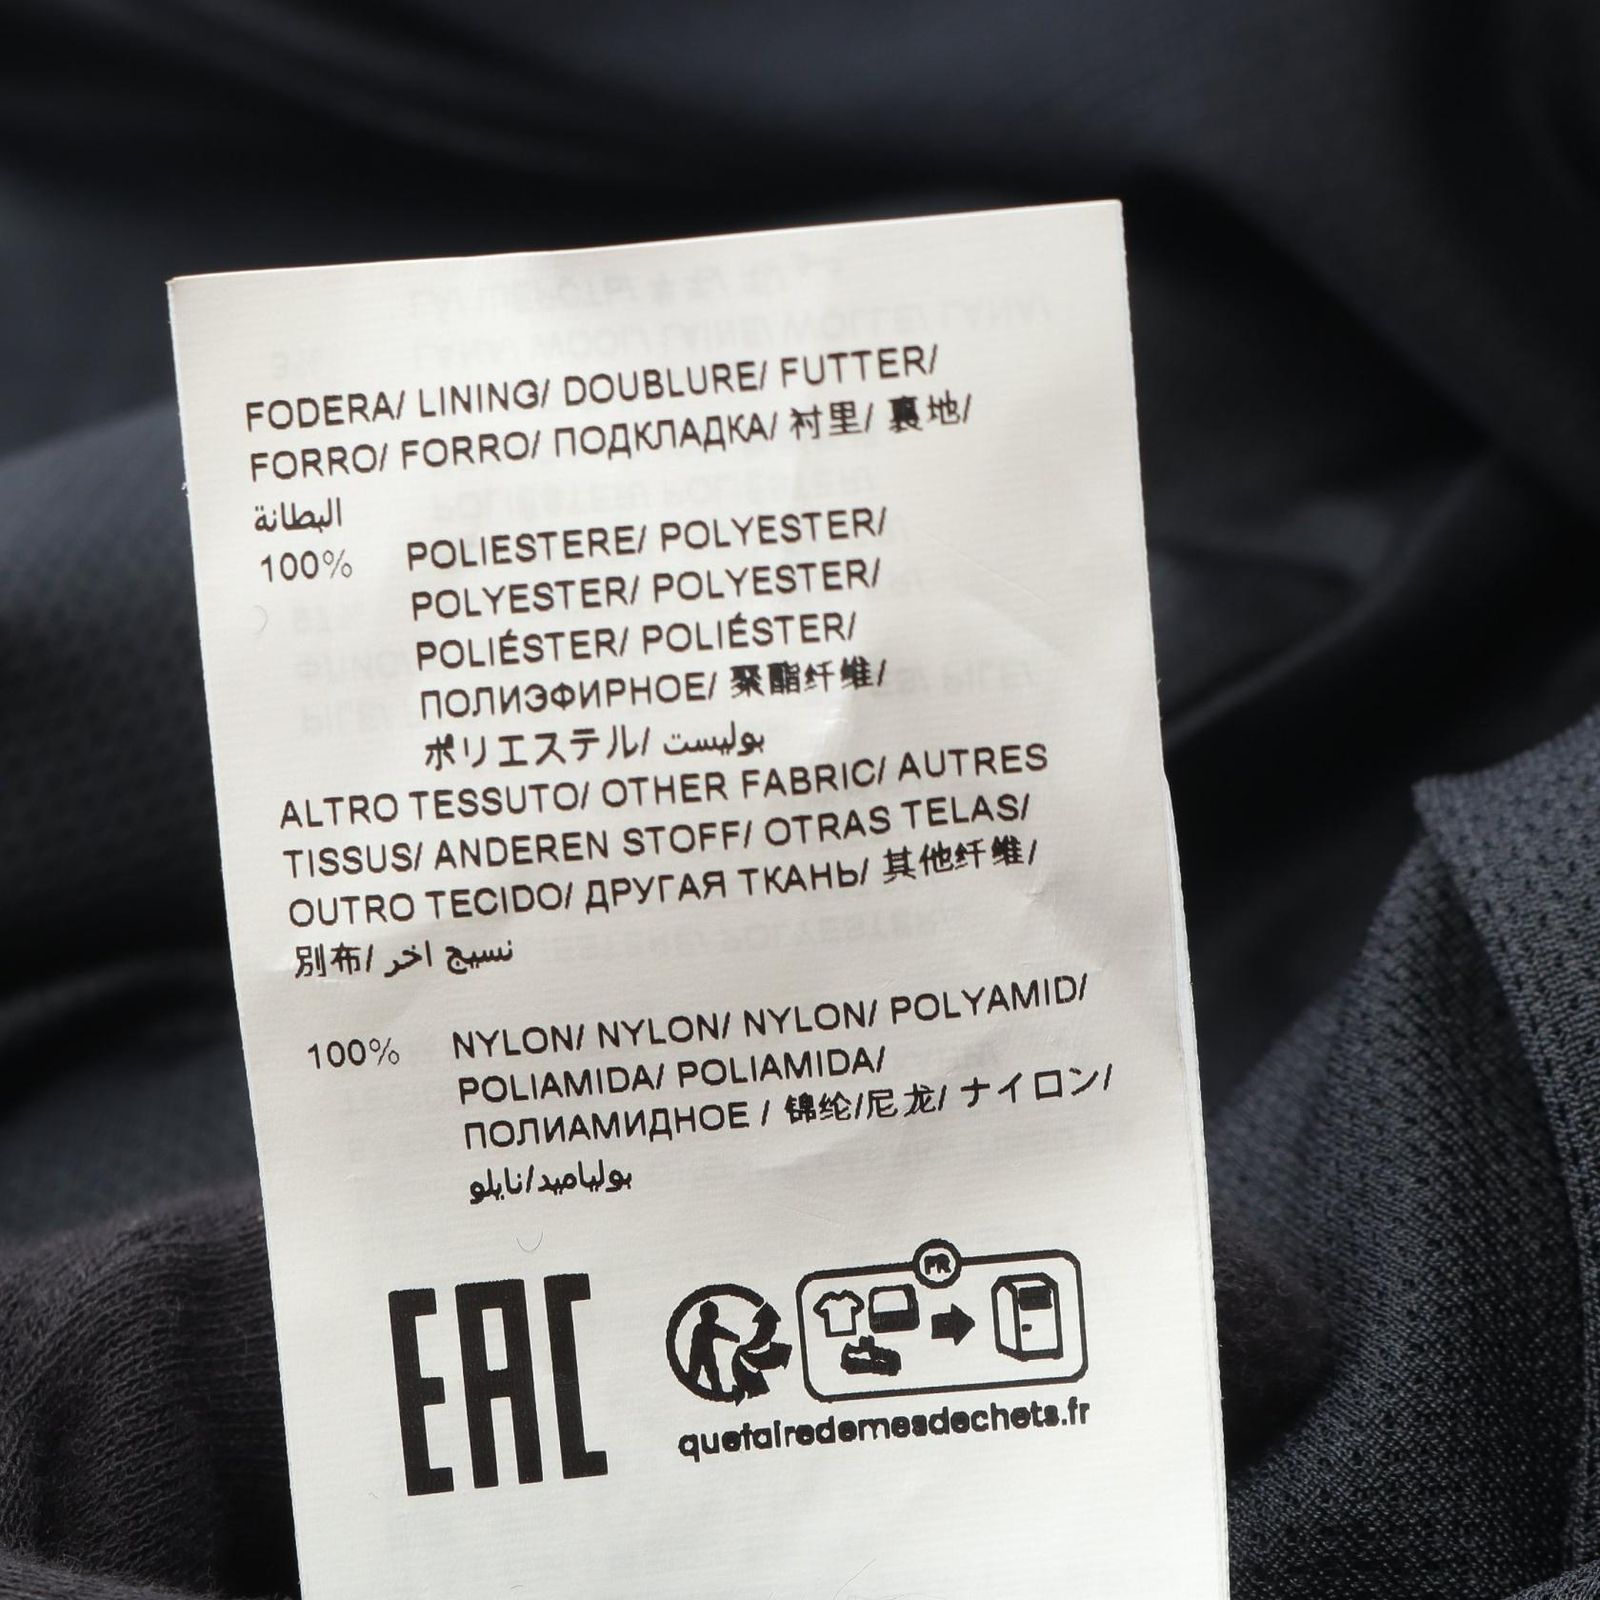 FODERA/ LINING/ DOUBLURE/ FUTTER/
FORRO/ FORRO/ ПОДКЛАДКА/ 衬里/ 裏地/
البطانة
100% POLIESTERE/ POLYESTER/
POLYESTER/ POLYESTER/
POLIÉSTER/ POLIÉSTER/
ПОЛИЭФИРНОЕ/ 聚酯纤维/
ポリエステル/ بوليست
ALTRO TESSUTO/ OTHER FABRIC/ AUTRES
TISSUS/ ANDEREN STOFF/ OTRAS TELAS/
OUTRO TECIDO/ ДРУГАЯ ТКАНЬ/ 其他纤维/
別布/ نسيج اخر
100% NYLON/ NYLON/ NYLON/ POLYAMID/
POLIAMIDA/ POLIAMIDA/
ПОЛИАМИДНОЕ / 锦纶/尼龙/ ナイロン/
بولياميد/نايلو
EAC
FR
quefairedemesdechets.fr